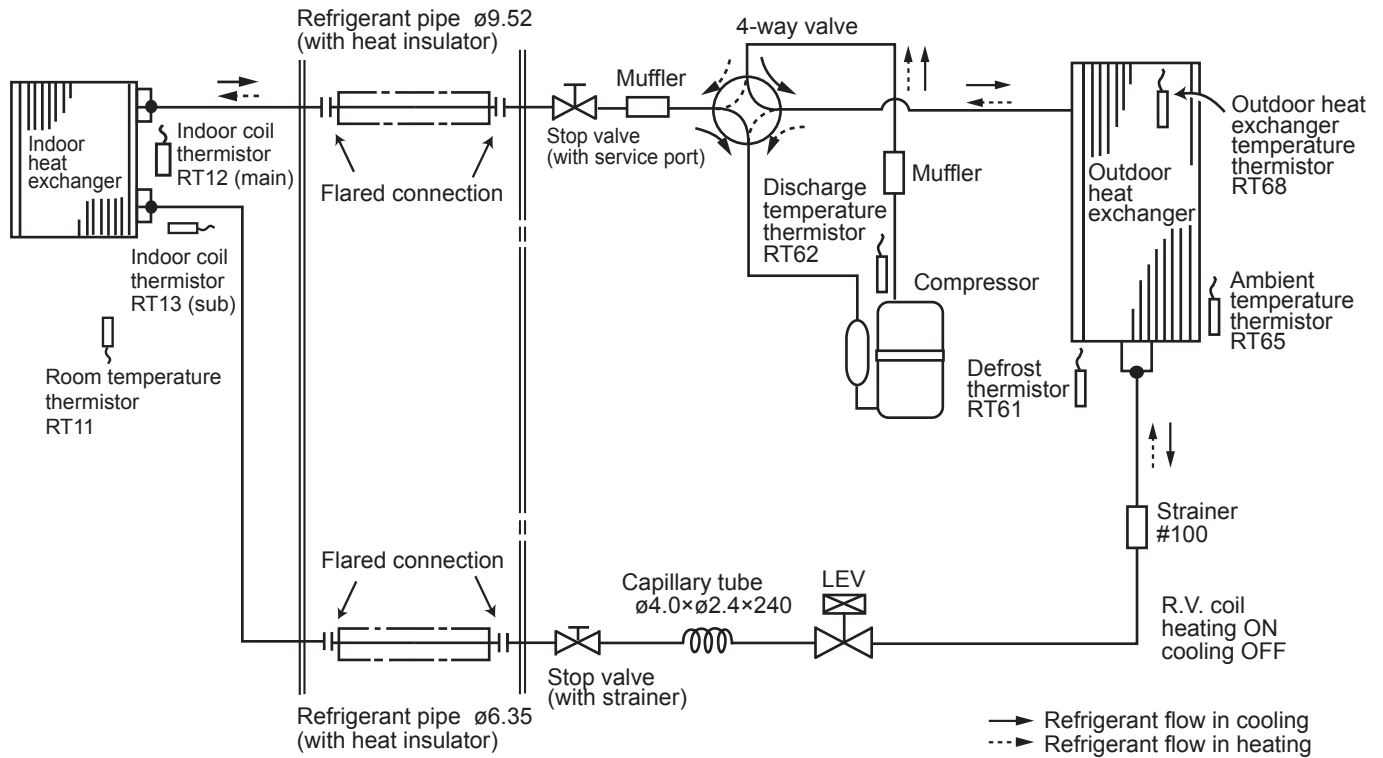 Refrigerant pipe ø9.52
(with heat insulator)
4-way valve
Muffler
Stop valve
(with service port)
Indoor
heat
exchanger
Indoor coil
thermistor
RT12 (main)
Flared connection
Indoor coil
thermistor
RT13 (sub)
Room temperature
thermistor
RT11
Discharge
temperature
thermistor
RT62
Muffler
Compressor
Outdoor
heat
exchanger
Outdoor heat
exchanger
temperature
thermistor
RT68
Ambient
temperature
thermistor
RT65
Defrost
thermistor
RT61
Strainer
#100
Flared connection
Capillary tube
ø4.0×ø2.4×240
LEV
R.V. coil
heating ON
cooling OFF
Stop valve
(with strainer)
Refrigerant pipe ø6.35
(with heat insulator)
Refrigerant flow in cooling
Refrigerant flow in heating